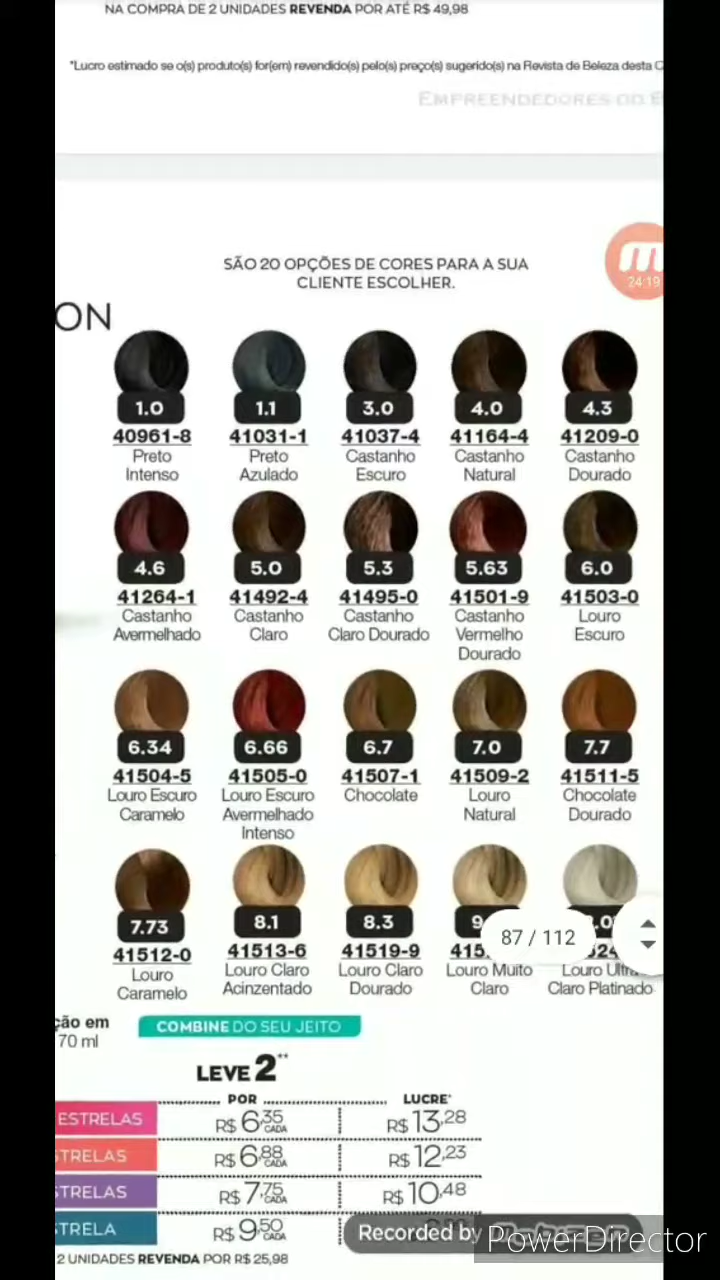 NA COMPRA DE 2 UNIDADES REVENDA POR ATÉ R$ 49,98
*Lucro estimado se o(s) produto(s) for(em) revendido(s) pelo(s) preço(s) sugerido(s) na Revista de Beleza desta
EMPREENDEDORES DO
SÃO 20 OPÇÕES DE CORES PARA A SUA
CLIENTE ESCOLHER.
24:19
ON
1.0 1.1 3.0 4.0 4.3
40961-8 41031-1 41037-4 41164-4 41209-0
Preto Preto Castanho Castanho Castanho
Intenso Azulado Escuro Natural Dourado
4.6 5.0 5.3 5.63 6.0
41264-1 41492-4 41495-0 41501-9 41503-0
Castanho Castanho Castanho Castanho Louro
Avermelhado Claro Claro Dourado Vermelho Escuro
Dourado
6.34 6.66 6.7 7.0 7.7
41504-5 41505-0 41507-1 41509-2 41511-5
Louro Escuro Louro Escuro Chocolate Louro Chocolate
Caramelo Avermelhado Natural Dourado
Intenso
7.73 8.1 8.3
41512-0 41513-6 41519-9
87 / 112
Louro Louro Claro Louro Claro Louro Muito Louro
Caramelo Acinzentado Dourado Claro Claro Platinado
ção em
70 ml
COMBINE DO SEU JEITO
LEVE 2**
POR LUCRE*
ESTRELAS R$ 6,35 CADA R$ 13,28
TRELAS R$ 6,88 CADA R$ 12,23
TRELAS R$ 7,75 CADA R$ 10,48
TRELA R$ 9,50 CADA
Recorded by
PowerDirector
2 UNIDADES REVENDA POR R$ 25,98